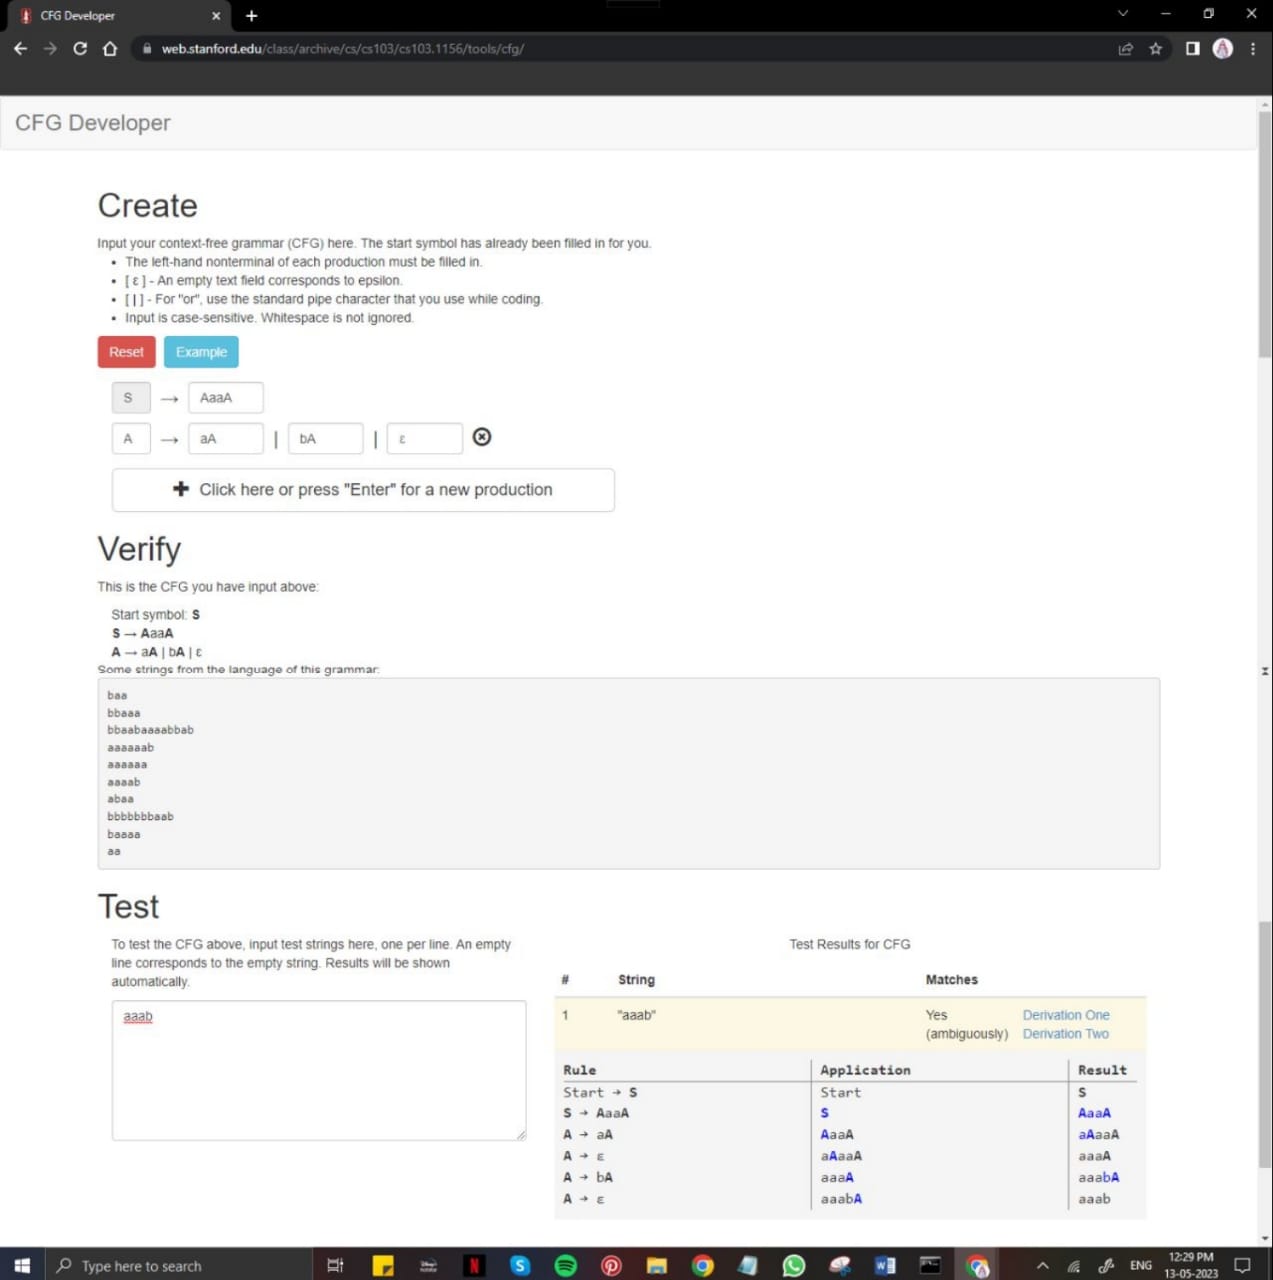 CFG Developer
web.stanford.edu/class/archive/cs/cs103/cs103.1156/tools/cfg/
CFG Developer
Create
Input your context-free grammar (CFG) here. The start symbol has already been filled in for you.
• The left-hand nonterminal of each production must be filled in.
• [ ε ] - An empty text field corresponds to epsilon.
• [ | ] - For "or", use the standard pipe character that you use while coding.
• Input is case-sensitive. Whitespace is not ignored.
Reset Example
S → AaaA
A → aA | bA | ε
Click here or press "Enter" for a new production
Verify
This is the CFG you have input above:
Start symbol: S
S → AaaA
A → aA | bA | ε
Some strings from the language of this grammar:
baa
bbaaa
bbaabaaaabbab
aaaaaab
aaaaaa
aaaab
abaa
bbbbbbbaab
baaaa
aa
Test
To test the CFG above, input test strings here, one per line. An empty
line corresponds to the empty string. Results will be shown
automatically.
aaab
Test Results for CFG
# String Matches
1 "aaab" Yes Derivation One
(ambiguously) Derivation Two
Rule Application Result
Start → S Start S
S → AaaA S AaaA
A → aA AaaA aAaaA
A → ε aAaaA aaaA
A → bA aaaA aaabA
A → ε aaabA aaab
Type here to search
ENG
12:29 PM
13-05-2023